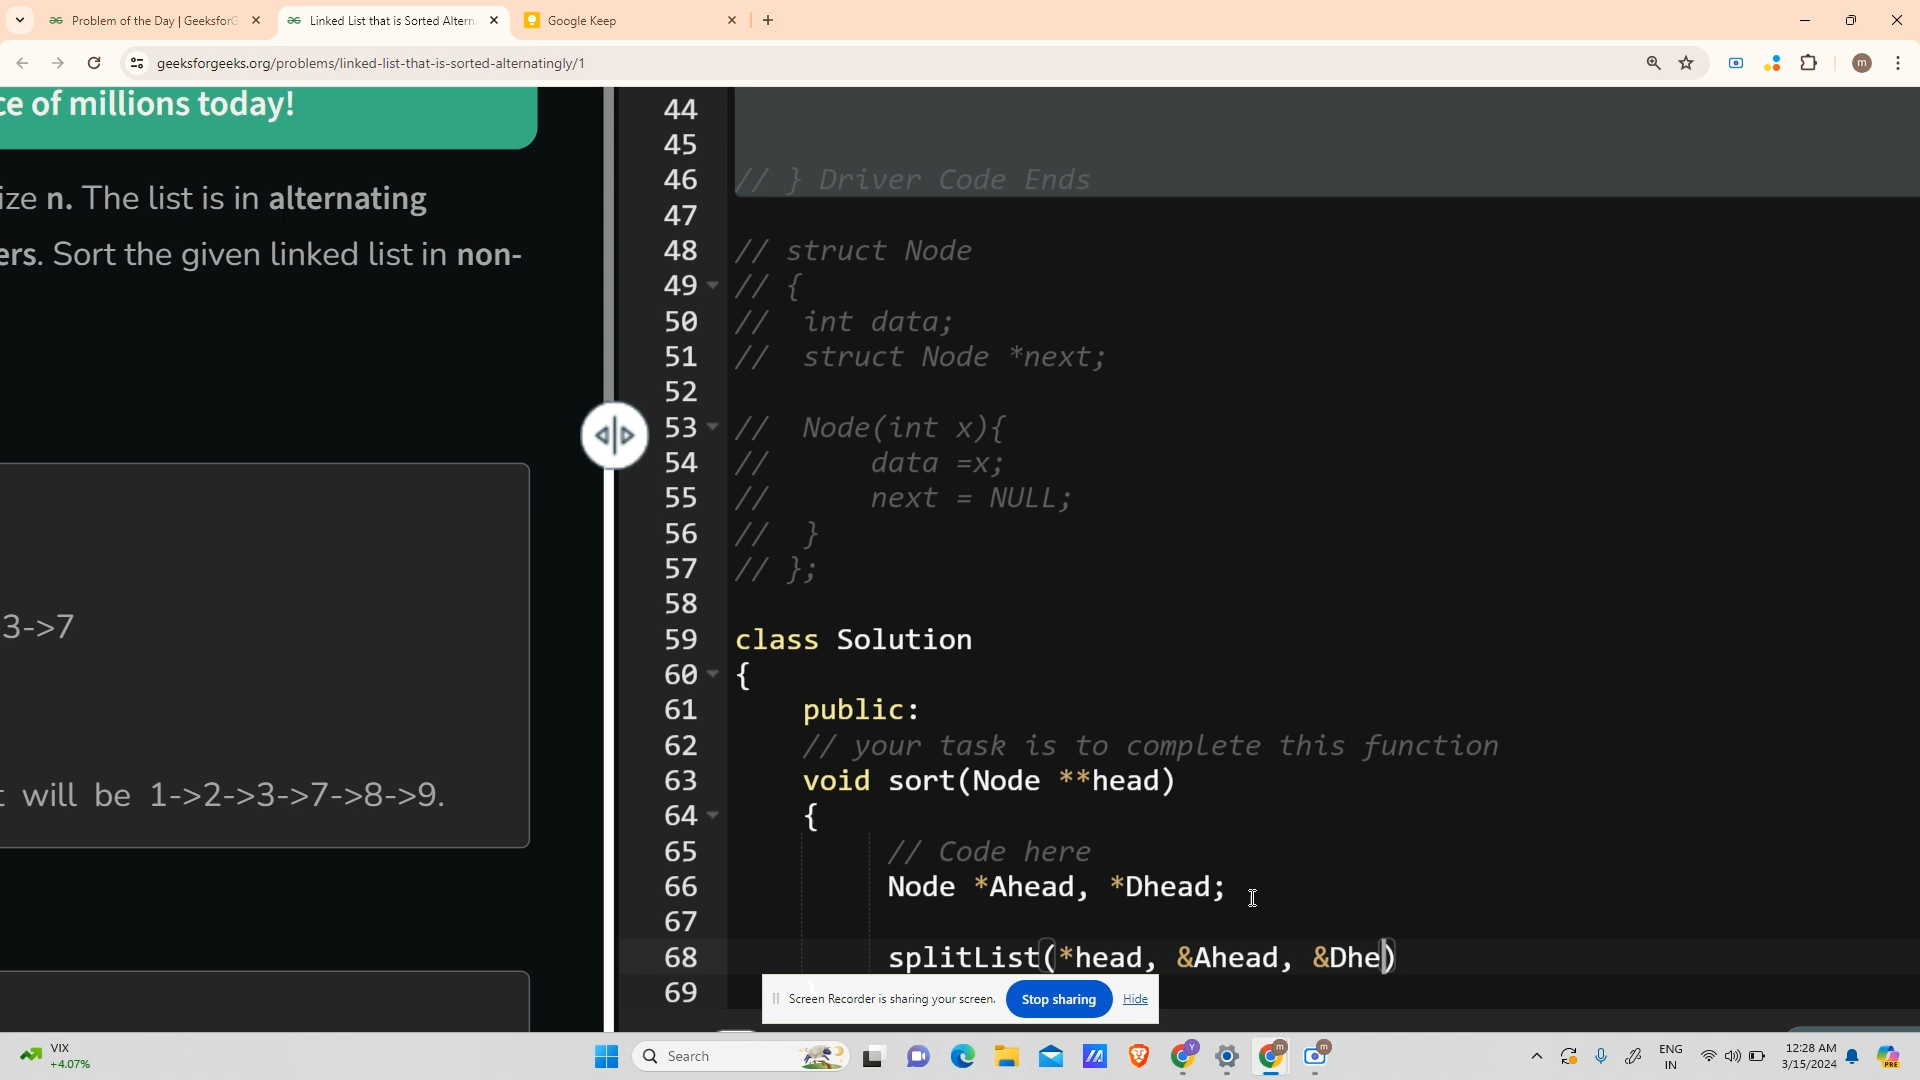 Problem of the Day | GeeksforG
Linked List that is Sorted Altern
Google Keep
geeksforgeeks.org/problems/linked-list-that-is-sorted-alternatingly/1
m
ce of millions today!
ize n. The list is in alternating
ers. Sort the given linked list in non-
3->7
t will be 1->2->3->7->8->9.
44
45
46 // } Driver Code Ends
47
48 // struct Node
49 // {
50 // int data;
51 // struct Node *next;
52
53 // Node(int x){
54 // data =x;
55 // next = NULL;
56 // }
57 // };
58
59 class Solution
60 {
61 public:
62 // your task is to complete this function
63 void sort(Node **head)
64 {
65 // Code here
66 Node *Ahead, *Dhead;
67
68 splitList(*head, &Ahead, &Dhe)
69
Screen Recorder is sharing your screen. Stop sharing Hide
VIX
+4.07%
Search
ENG
IN
12:28 AM
3/15/2024